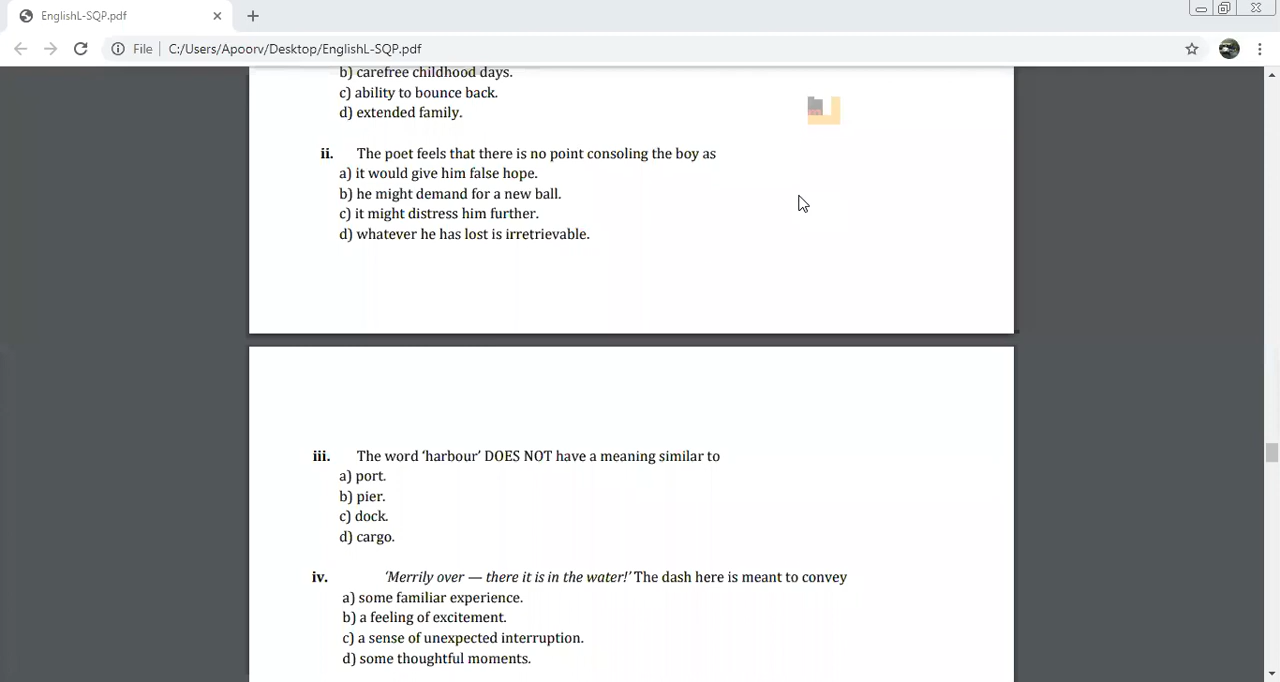 EnglishL-SQP.pdf
File C:/Users/Apoorv/Desktop/EnglishL-SQP.pdf
b) carefree childhood days.
c) ability to bounce back.
d) extended family.
ii. The poet feels that there is no point consoling the boy as
a) it would give him false hope.
b) he might demand for a new ball.
c) it might distress him further.
d) whatever he has lost is irretrievable.
iii. The word ‘harbour’ DOES NOT have a meaning similar to
a) port.
b) pier.
c) dock.
d) cargo.
iv. ‘Merrily over — there it is in the water!’ The dash here is meant to convey
a) some familiar experience.
b) a feeling of excitement.
c) a sense of unexpected interruption.
d) some thoughtful moments.